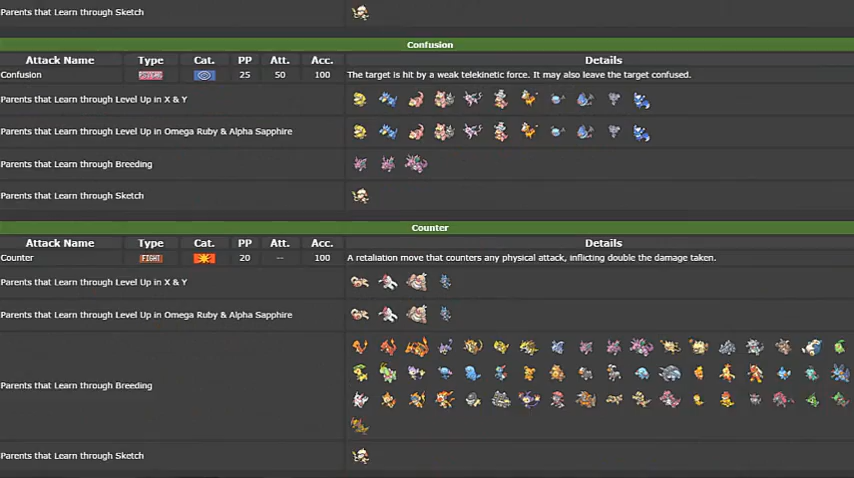 Parents that Learn through Sketch
Confusion
Attack Name Type Cat. PP Att. Acc. Details
Confusion PSYCHC 25 50 100 The target is hit by a weak telekinetic force. It may also leave the target confused.
Parents that Learn through Level Up in X & Y
Parents that Learn through Level Up in Omega Ruby & Alpha Sapphire
Parents that Learn through Breeding
Parents that Learn through Sketch
Counter
Attack Name Type Cat. PP Att. Acc. Details
Counter FIGHT 20 -- 100 A retaliation move that counters any physical attack, inflicting double the damage taken.
Parents that Learn through Level Up in X & Y
Parents that Learn through Level Up in Omega Ruby & Alpha Sapphire
Parents that Learn through Breeding
Parents that Learn through Sketch